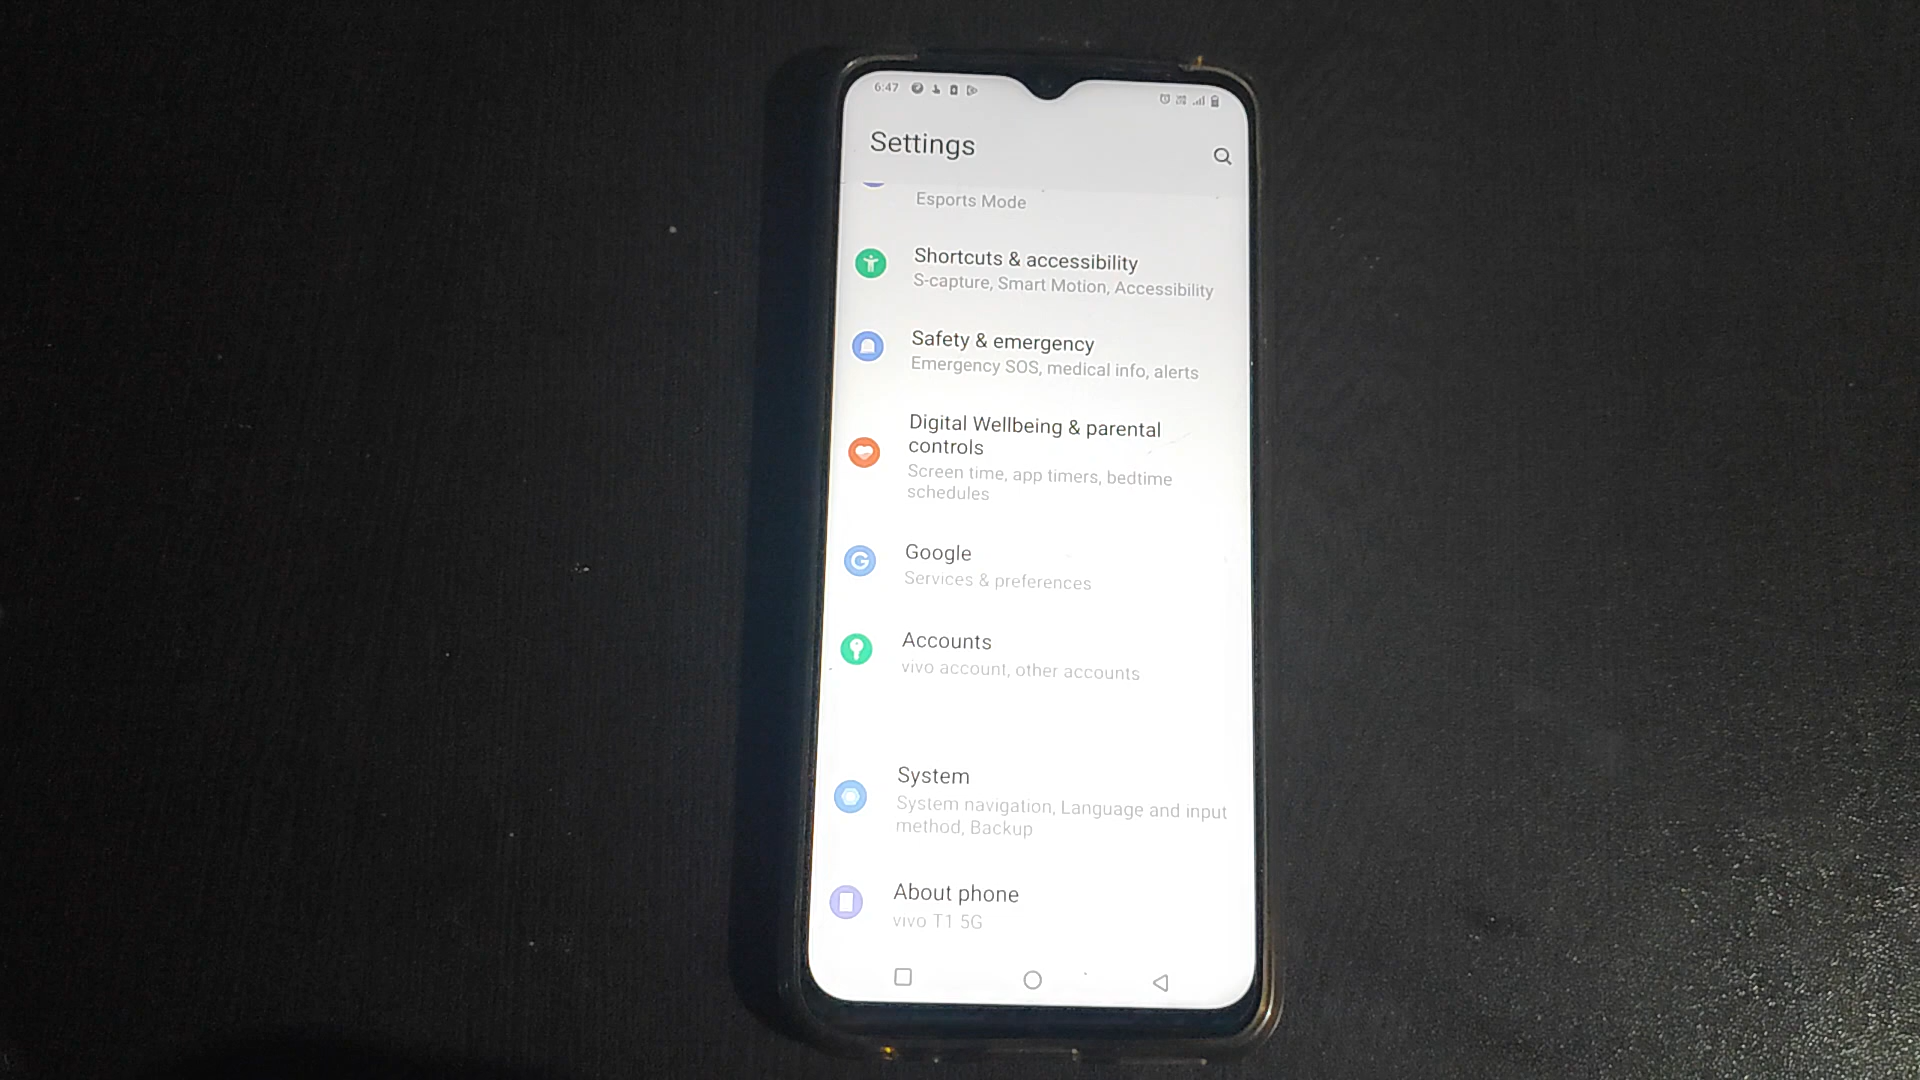 6:47
Settings
Esports Mode
Shortcuts & accessibility
S-capture, Smart Motion, Accessibility
Safety & emergency
Emergency SOS, medical info, alerts
Digital Wellbeing & parental
controls
Screen time, app timers, bedtime
schedules
Google
Services & preferences
Accounts
vivo account, other accounts
System
System navigation, Language and input
method, Backup
About phone
vivo T1 5G